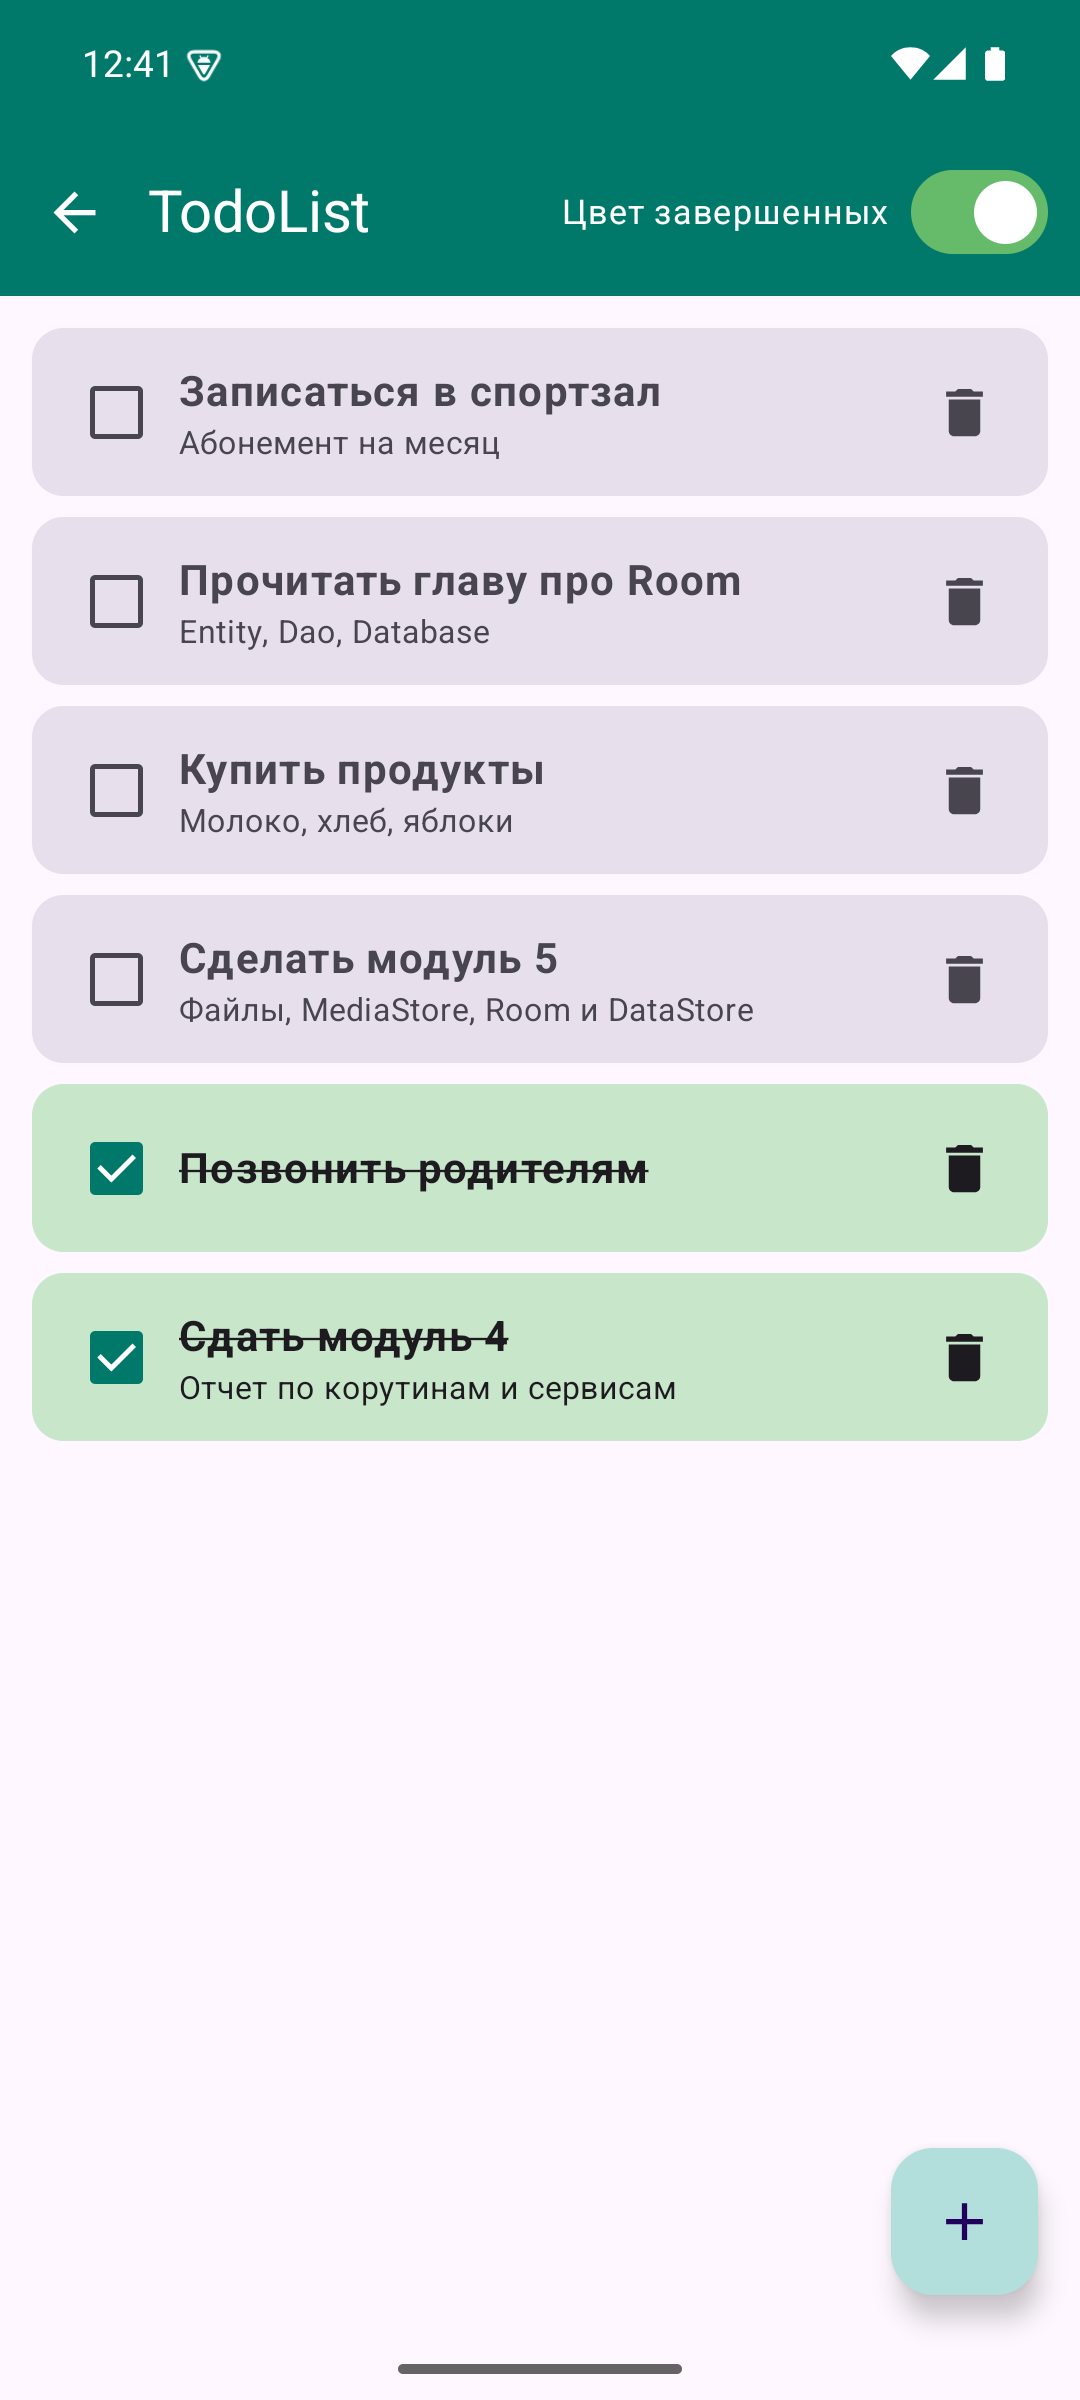 12:41
TodoList
Цвет завершенных
Записаться в спортзал
Абонемент на месяц
Прочитать главу про Room
Entity, Dao, Database
Купить продукты
Молоко, хлеб, яблоки
Сделать модуль 5
Файлы, MediaStore, Room и DataStore
Позвонить родителям
Сдать модуль 4
Отчет по корутинам и сервисам